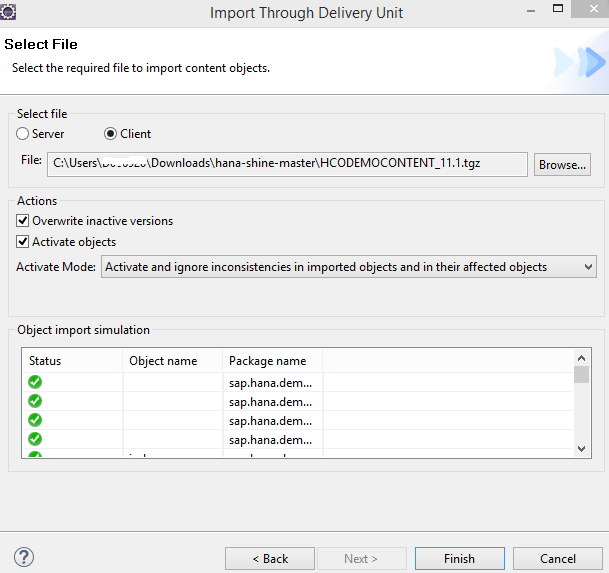 Import Through Delivery Unit
Select File
Select the required file to import content objects.
Select file
Server Client
File: C:\Users\ \Downloads\hana-shine-master\HCODEMOCONTENT_11.1.tgz Browse...
Actions
Overwrite inactive versions
Activate objects
Activate Mode: Activate and ignore inconsistencies in imported objects and in their affected objects
Object import simulation
Status Object name Package name
sap.hana.dem...
sap.hana.dem...
sap.hana.dem...
sap.hana.dem...
< Back Next > Finish Cancel